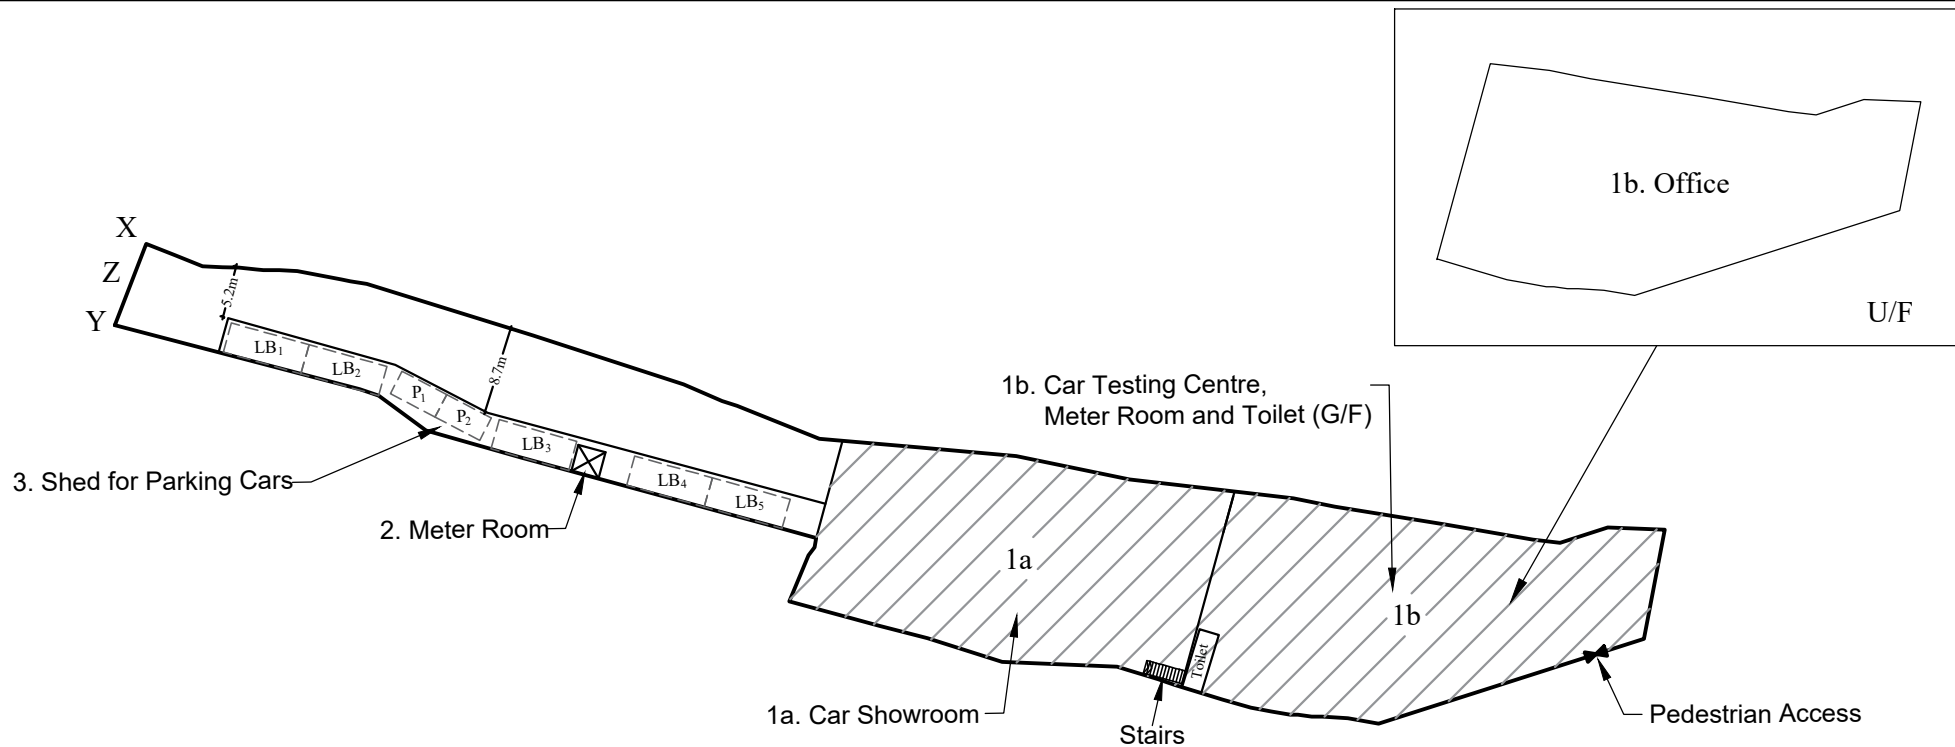 1b. Office
U/F
X
Z
Y
5.2m
8.7m
LB1
LB2
P1
P2
LB3
LB4
LB5
1b. Car Testing Centre,
Meter Room and Toilet (G/F)
3. Shed for Parking Cars
2. Meter Room
1a
1b
Toilet
1a. Car Showroom
Stairs
Pedestrian Access